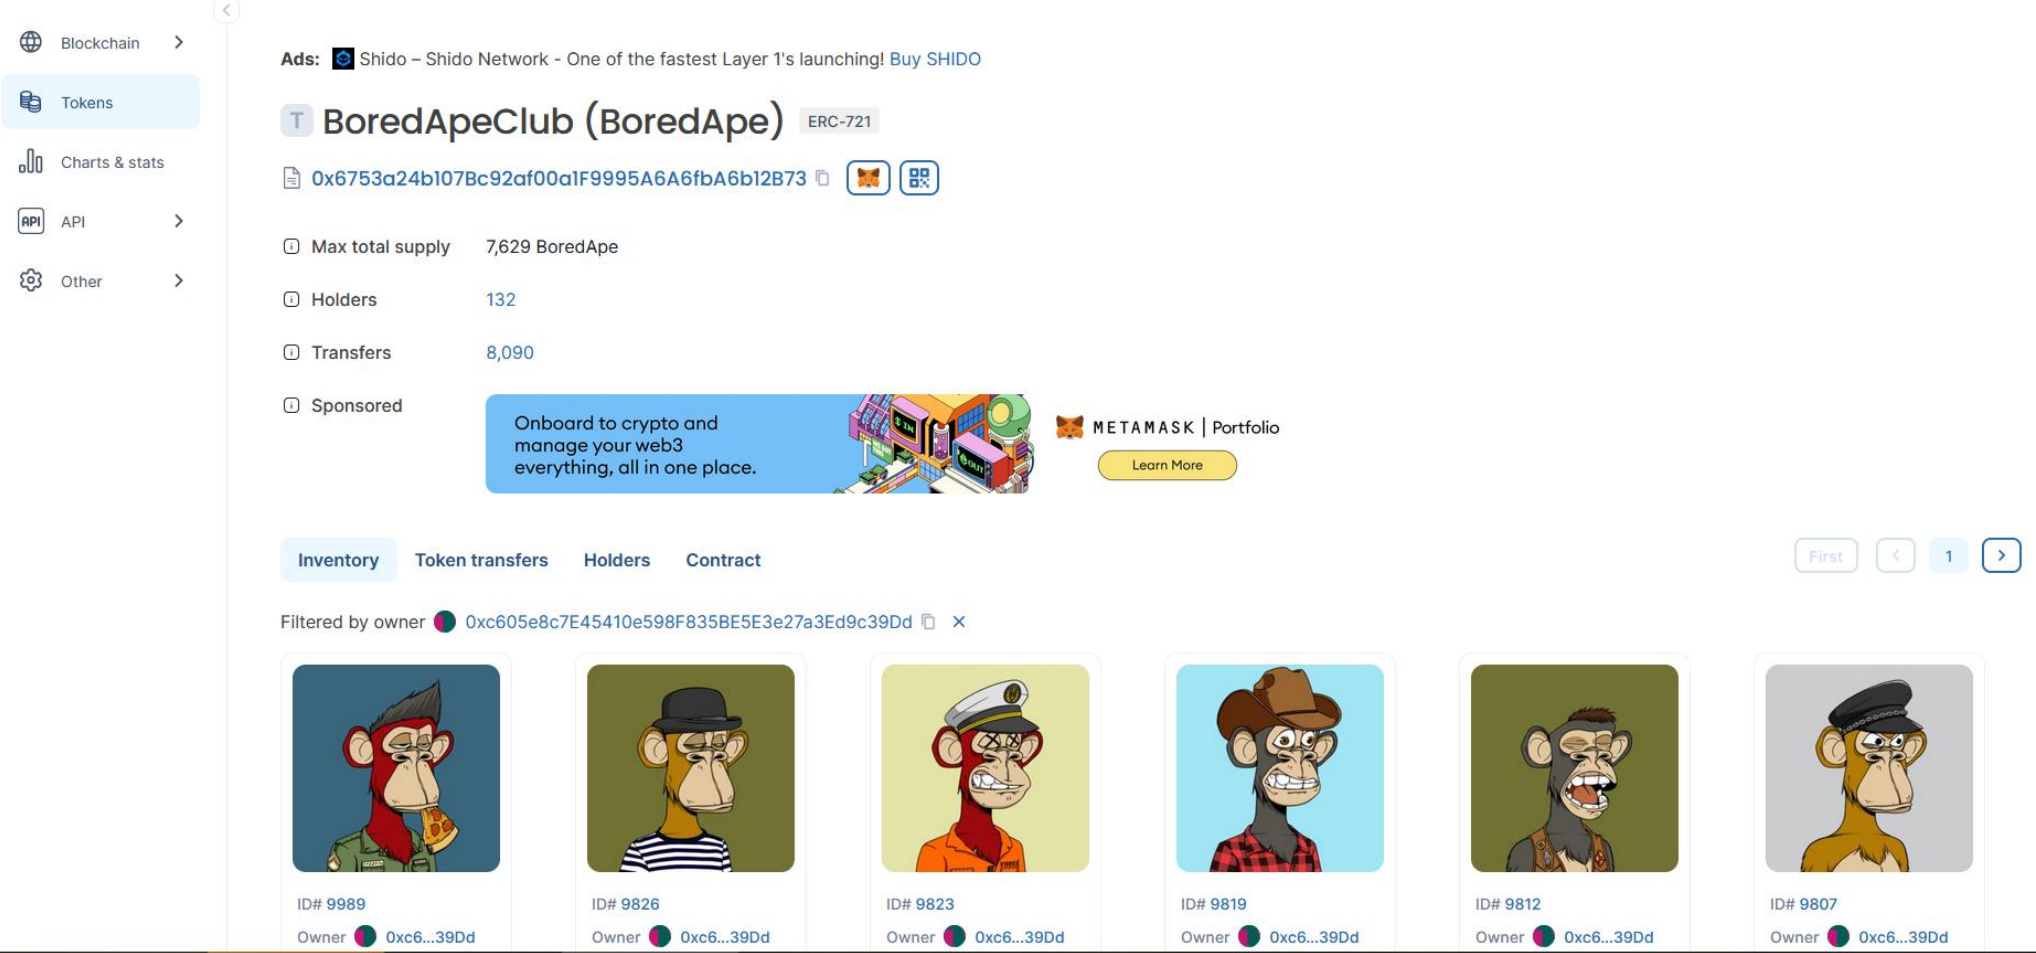 Blockchain
Tokens
Charts & stats
API API
Other
Ads: Shido – Shido Network - One of the fastest Layer 1's launching! Buy SHIDO
T BoredApeClub (BoredApe) ERC-721
0x6753a24b107Bc92af00a1F9995A6A6fbA6b12B73
Max total supply 7,629 BoredApe
Holders 132
Transfers 8,090
Sponsored
Onboard to crypto and
manage your web3
everything, all in one place.
$ IN
OUT
METAMASK | Portfolio
Learn More
Inventory Token transfers Holders Contract
First 1
Filtered by owner 0xc605e8c7E45410e598F835BE5E3e27a3Ed9c39Dd
ID# 9989 ID# 9826 ID# 9823 ID# 9819 ID# 9812 ID# 9807
Owner 0xc6...39Dd Owner 0xc6...39Dd Owner 0xc6...39Dd Owner 0xc6...39Dd Owner 0xc6...39Dd Owner 0xc6...39Dd